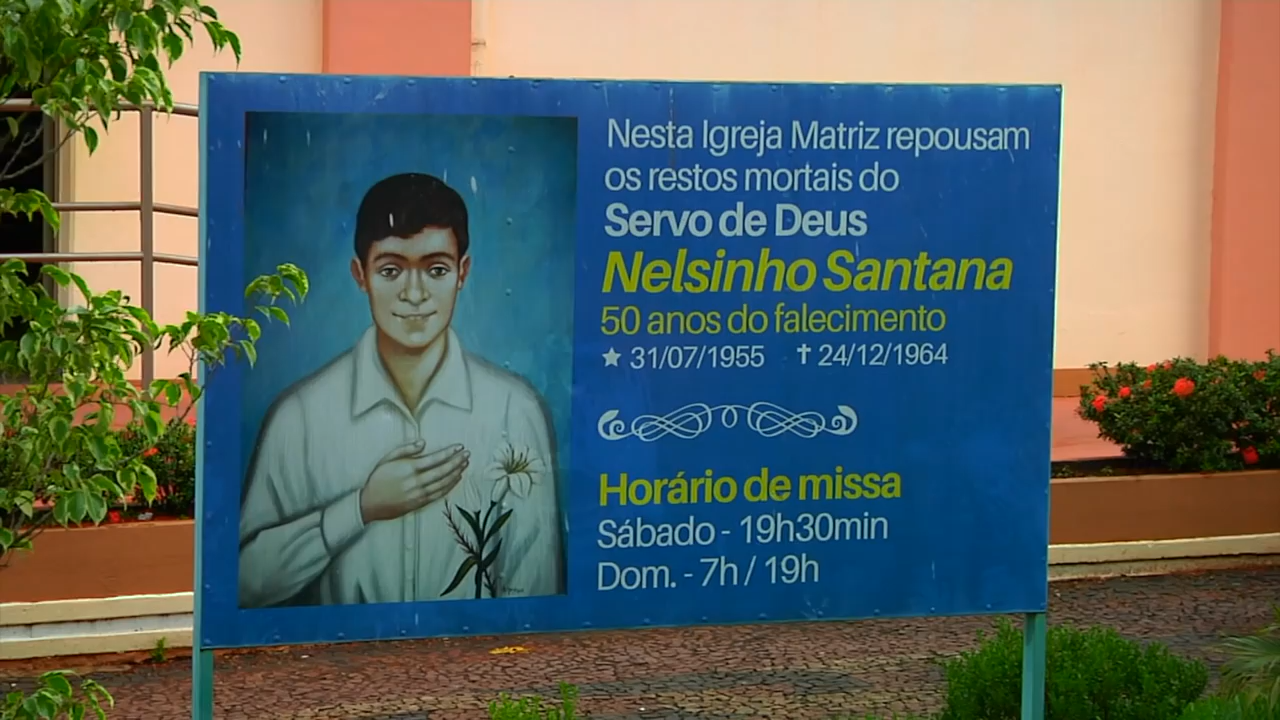 Nesta Igreja Matriz repousam
os restos mortais do
Servo de Deus
Nelsinho Santana
50 anos do falecimento
★ 31/07/1955 ✝ 24/12/1964
Horário de missa
Sábado - 19h30min
Dom. - 7h / 19h